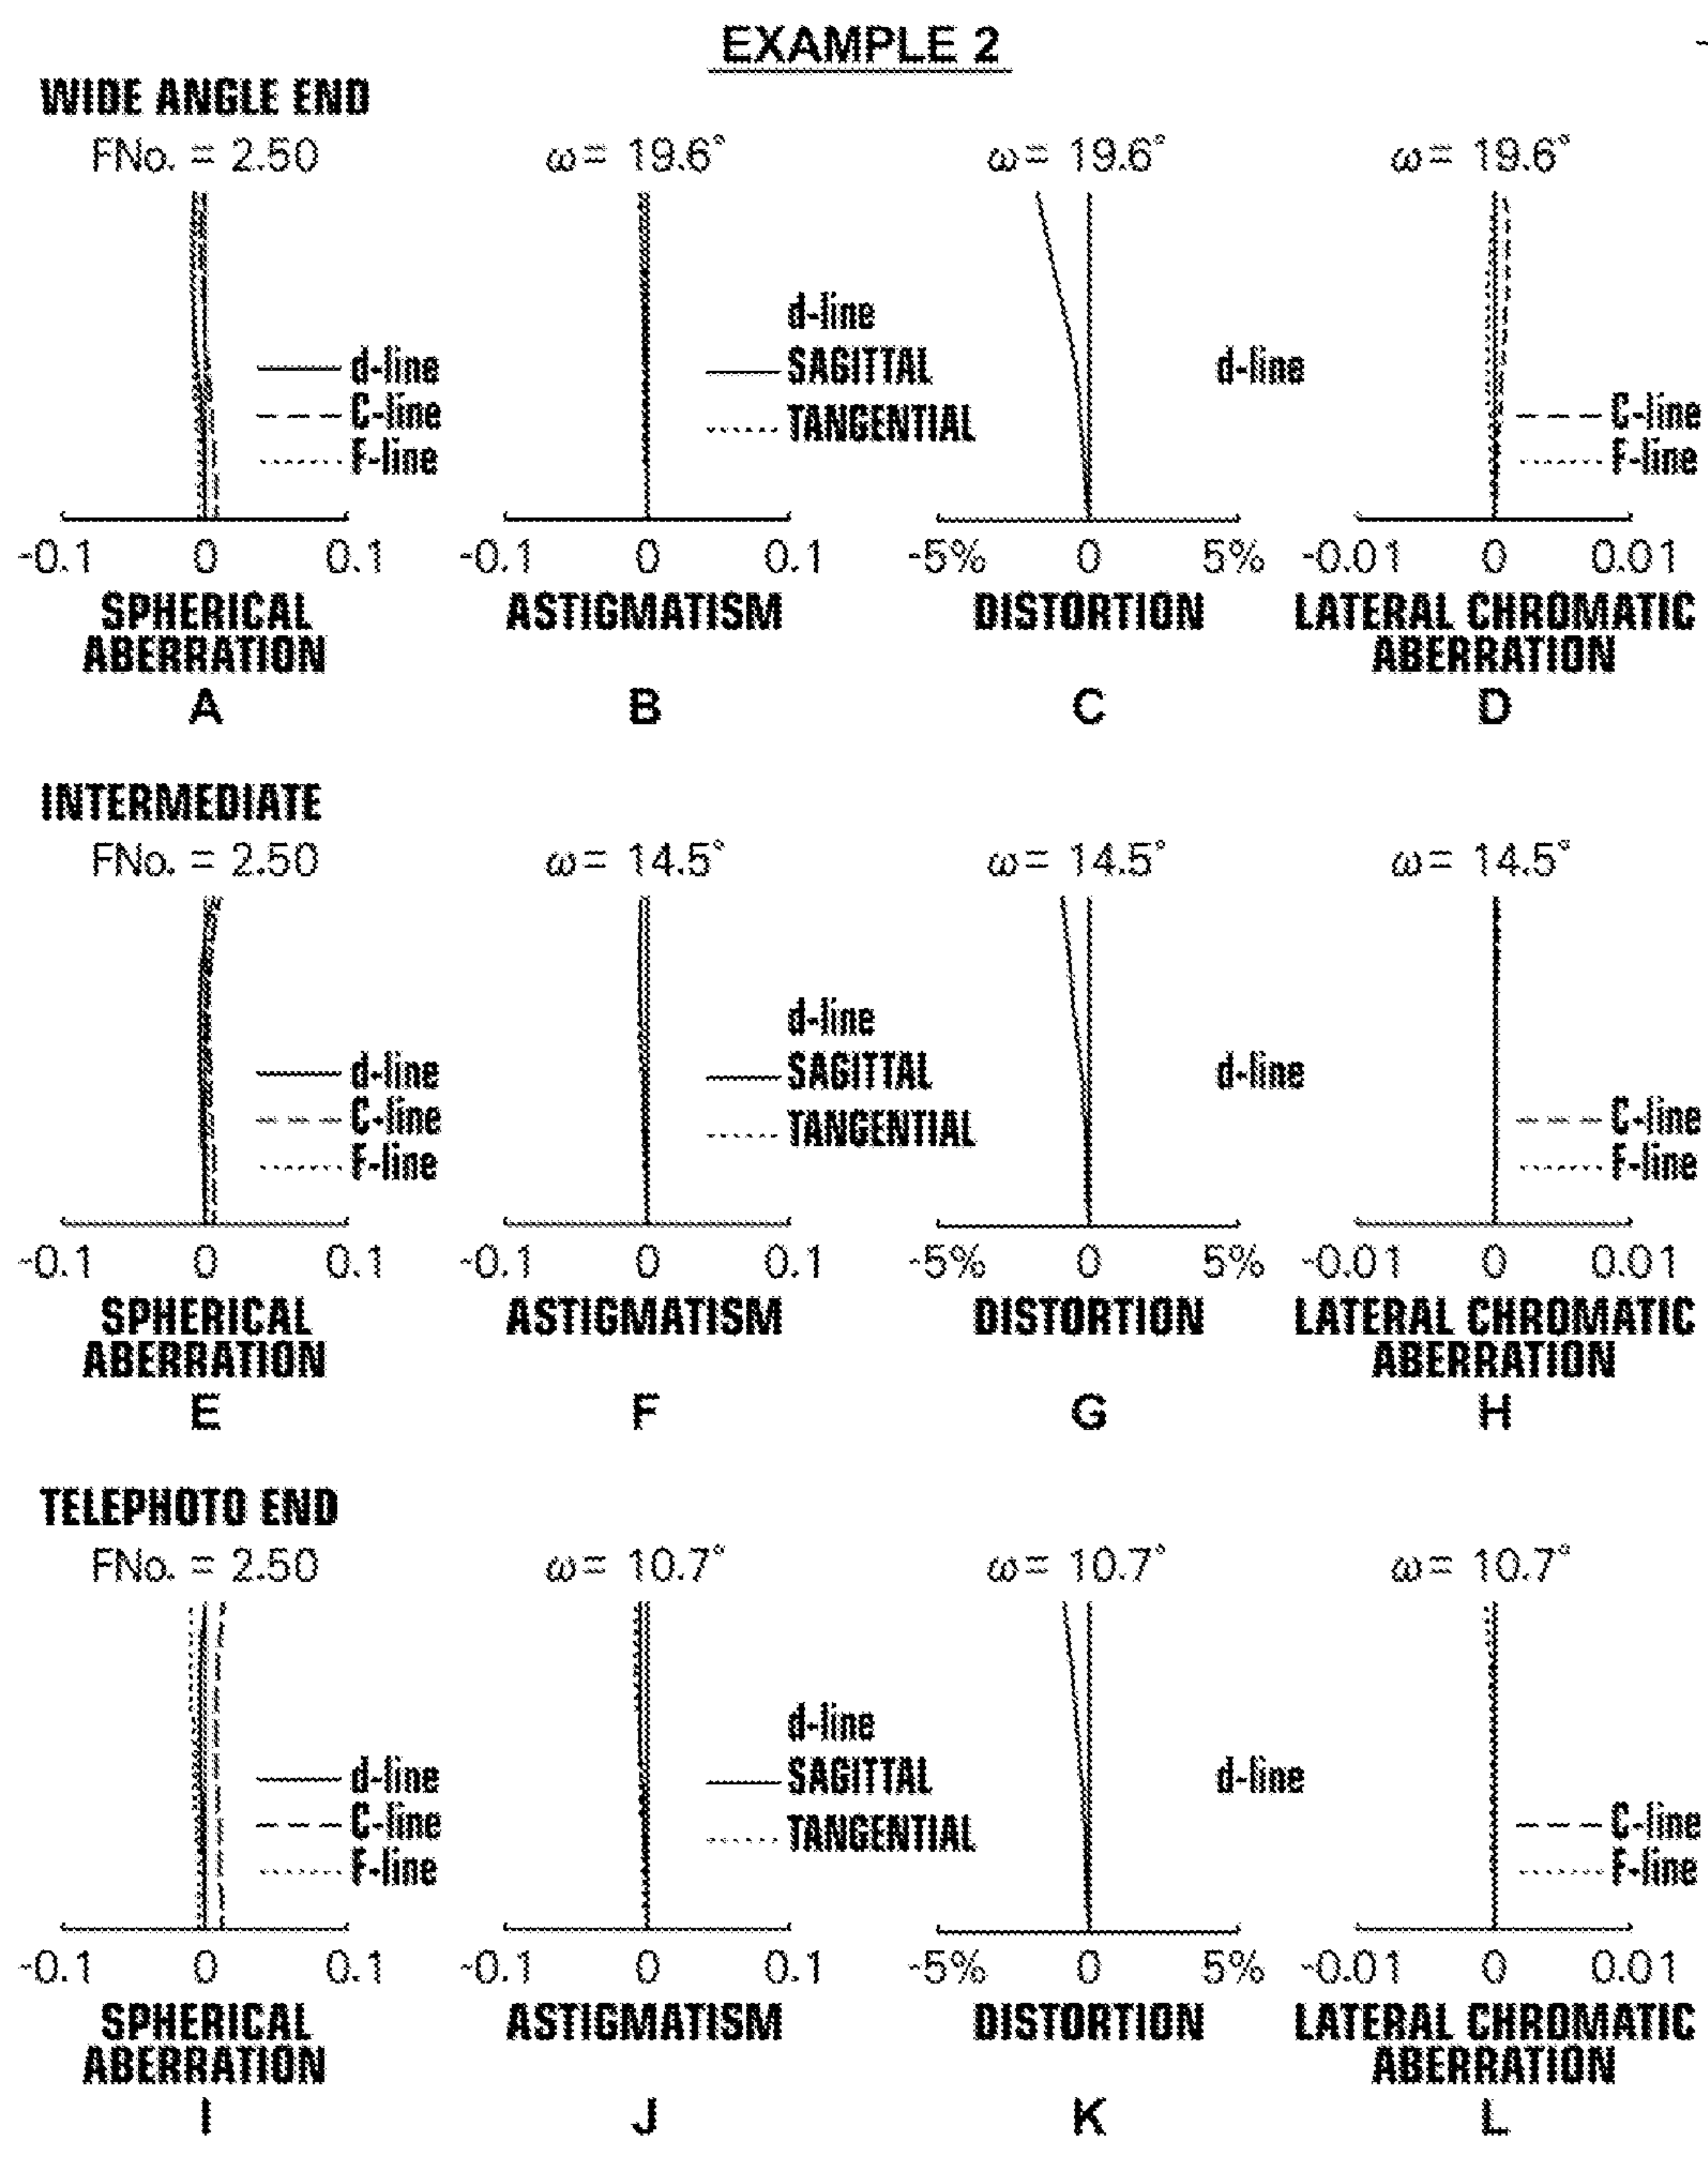 EXAMPLE 2
WIDE ANGLE END
FNo. = 2.50
ω = 19.6°
ω = 19.6°
ω = 19.6°
d-line
C-line
F-line
d-line
SAGITTAL
TANGENTIAL
d-line
C-line
F-line
-0.1 0 0.1
-0.1 0 0.1
-5% 0 5%
-0.01 0 0.01
SPHERICAL
ABERRATION
ASTIGMATISM
DISTORTION
LATERAL CHROMATIC
ABERRATION
A
B
C
D
INTERMEDIATE
FNo. = 2.50
ω = 14.5°
ω = 14.5°
ω = 14.5°
d-line
C-line
F-line
d-line
SAGITTAL
TANGENTIAL
d-line
C-line
F-line
-0.1 0 0.1
-0.1 0 0.1
-5% 0 5%
-0.01 0 0.01
SPHERICAL
ABERRATION
ASTIGMATISM
DISTORTION
LATERAL CHROMATIC
ABERRATION
E
F
G
H
TELEPHOTO END
FNo. = 2.50
ω = 10.7°
ω = 10.7°
ω = 10.7°
d-line
C-line
F-line
d-line
SAGITTAL
TANGENTIAL
d-line
C-line
F-line
-0.1 0 0.1
-0.1 0 0.1
-5% 0 5%
-0.01 0 0.01
SPHERICAL
ABERRATION
ASTIGMATISM
DISTORTION
LATERAL CHROMATIC
ABERRATION
I
J
K
L